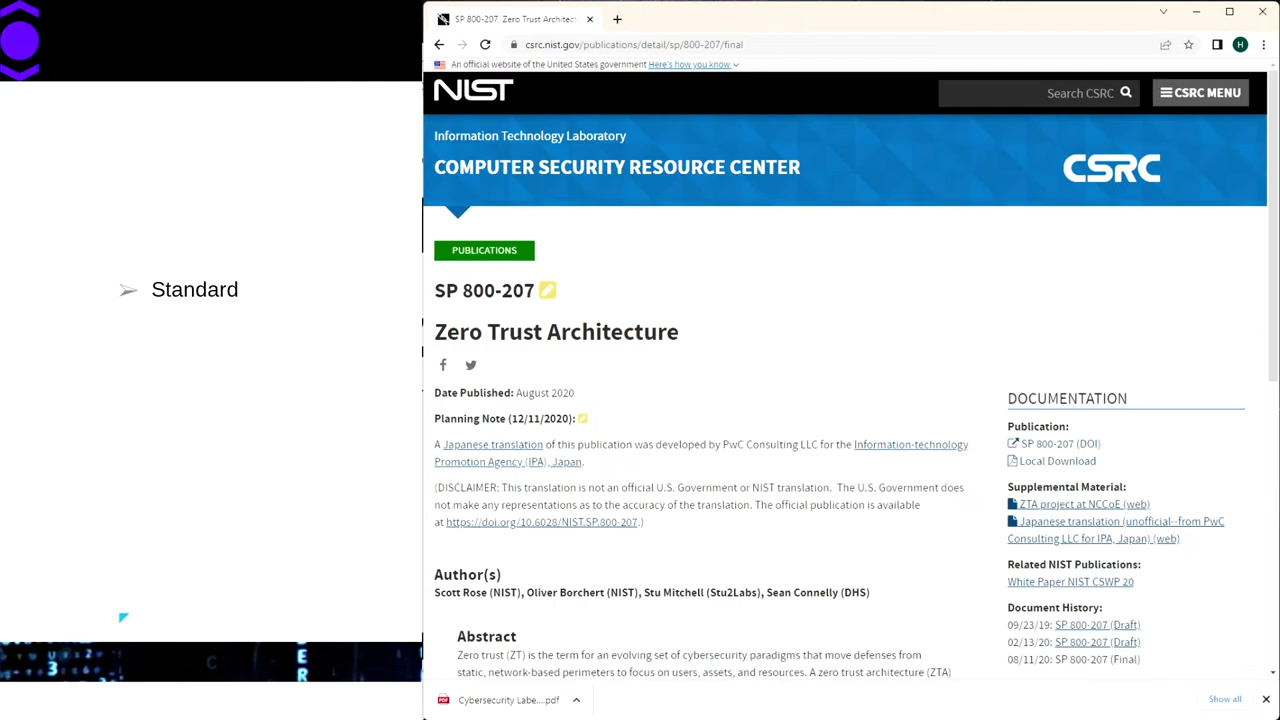 Standard
SP 800-207, Zero Trust Architect
csrc.nist.gov/publications/detail/sp/800-207/final
H
An official website of the United States government Here's how you know
NIST
Search CSRC
CSRC MENU
Information Technology Laboratory
COMPUTER SECURITY RESOURCE CENTER
CSRC
PUBLICATIONS
SP 800-207
Zero Trust Architecture
Date Published: August 2020
Planning Note (12/11/2020):
A Japanese translation of this publication was developed by PwC Consulting LLC for the Information-technology
Promotion Agency (IPA), Japan.
(DISCLAIMER: This translation is not an official U.S. Government or NIST translation. The U.S. Government does
not make any representations as to the accuracy of the translation. The official publication is available
at https://doi.org/10.6028/NIST.SP.800-207.)
Author(s)
Scott Rose (NIST), Oliver Borchert (NIST), Stu Mitchell (Stu2Labs), Sean Connelly (DHS)
Abstract
Zero trust (ZT) is the term for an evolving set of cybersecurity paradigms that move defenses from
static, network-based perimeters to focus on users, assets, and resources. A zero trust architecture (ZTA)
DOCUMENTATION
Publication:
SP 800-207 (DOI)
Local Download
Supplemental Material:
ZTA project at NCCoE (web)
Japanese translation (unofficial--from PwC
Consulting LLC for IPA, Japan) (web)
Related NIST Publications:
White Paper NIST CSWP 20
Document History:
09/23/19: SP 800-207 (Draft)
02/13/20: SP 800-207 (Draft)
08/11/20: SP 800-207 (Final)
PDF
Cybersecurity Labe....pdf
Show all